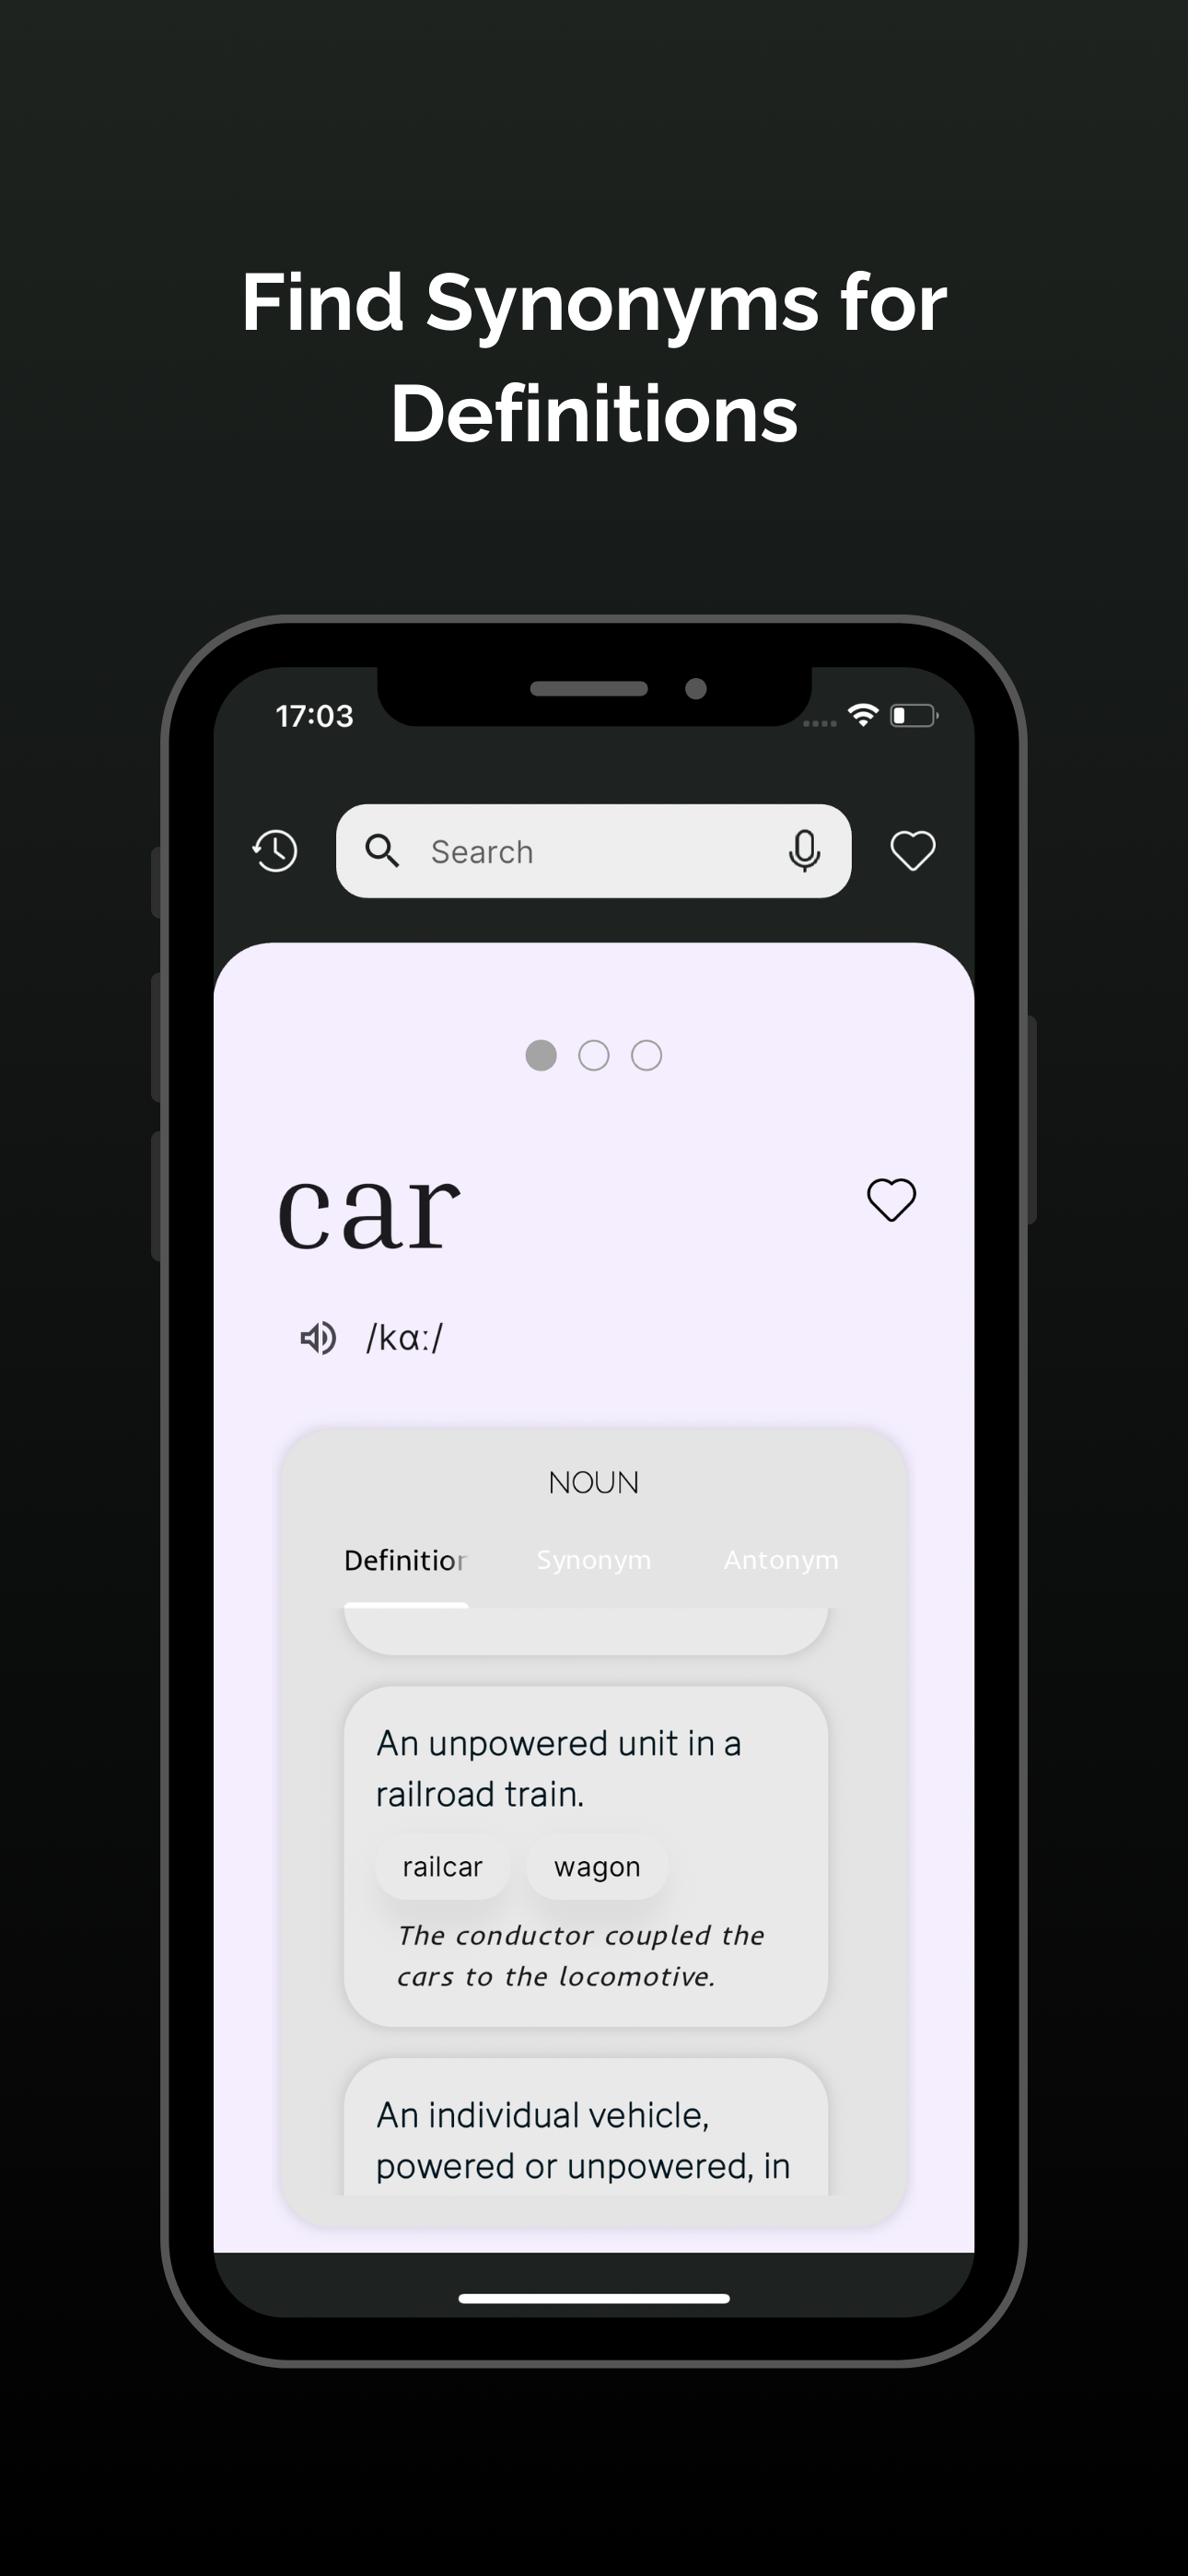 Find Synonyms for
Definitions
17:03
Search
car
/kɑː/
NOUN
Definition Synonym Antonym
An unpowered unit in a
railroad train.
railcar wagon
The conductor coupled the
cars to the locomotive.
An individual vehicle,
powered or unpowered, in